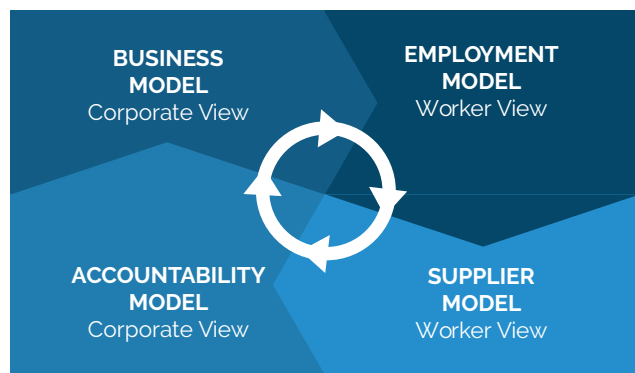 BUSINESS
MODEL
Corporate View
EMPLOYMENT
MODEL
Worker View
ACCOUNTABILITY
MODEL
Corporate View
SUPPLIER
MODEL
Worker View